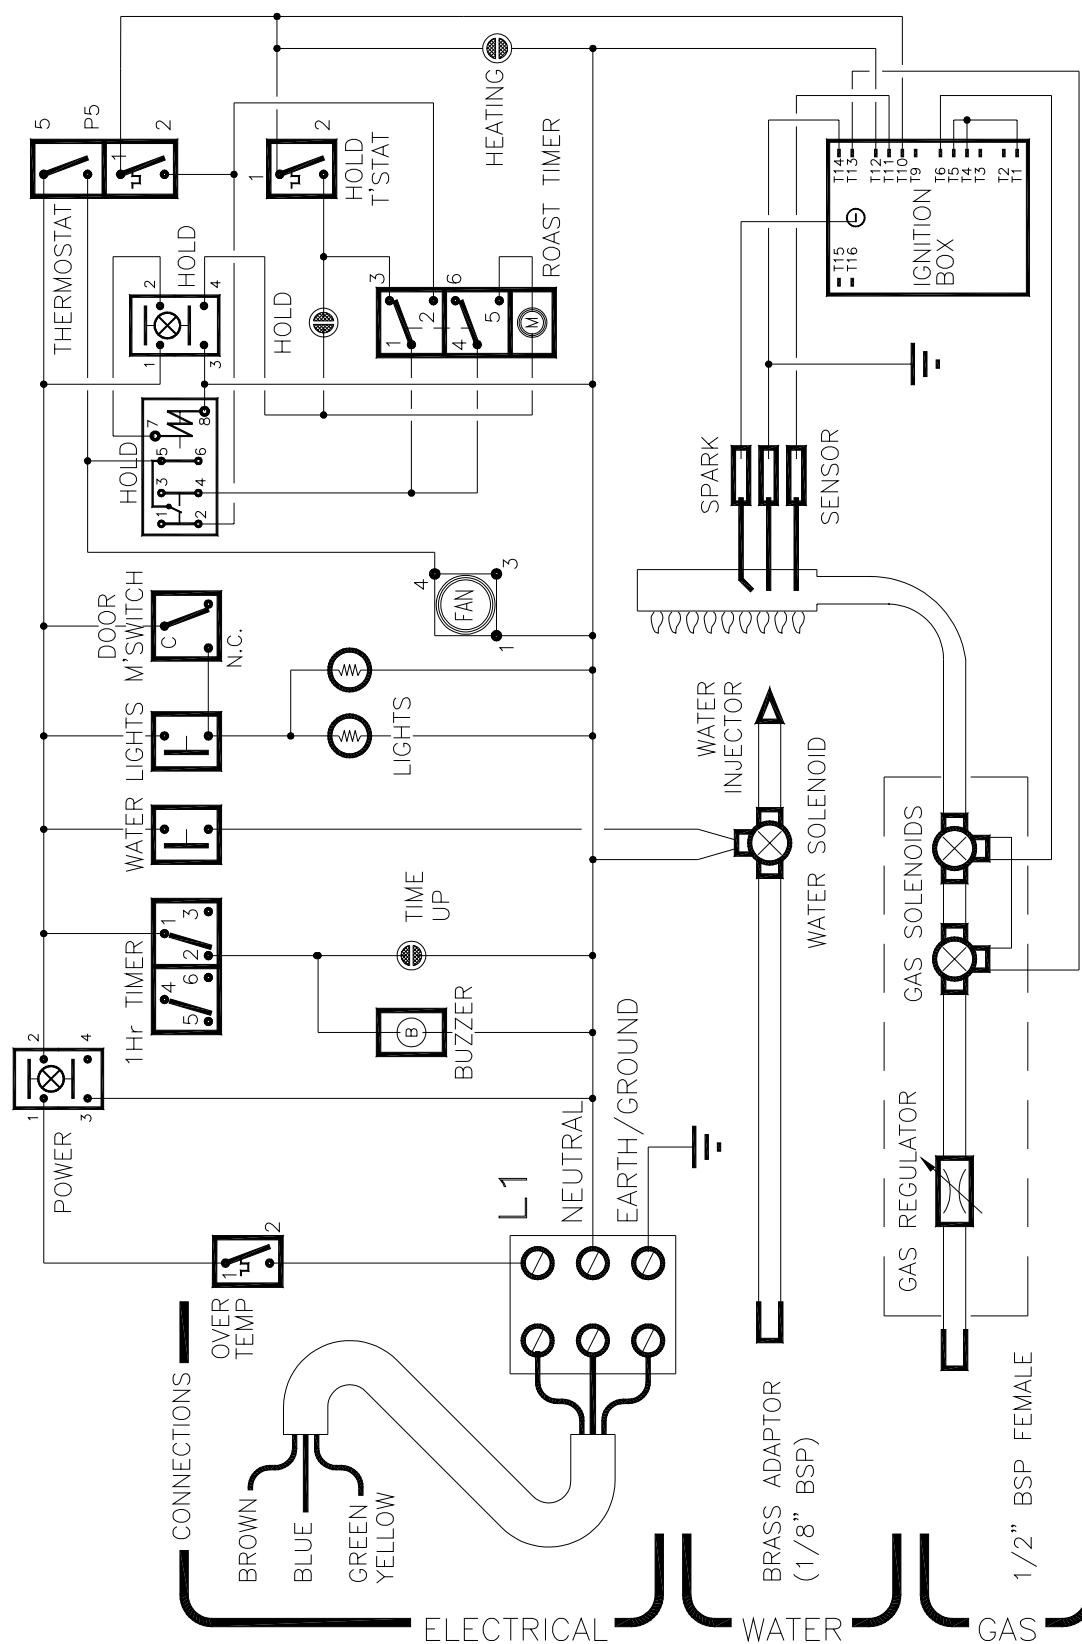 CONNECTIONS
ELECTRICAL
WATER
GAS
BROWN
BLUE
GREEN
YELLOW
BRASS ADAPTOR
(1/8" BSP)
1/2" BSP FEMALE
OVER
TEMP
1
2
L1
NEUTRAL
EARTH/GROUND
POWER
1
2
3
4
1Hr TIMER
5
4
6
2
1
3
BUZZER
B
TIME
UP
WATER
LIGHTS
LIGHTS
DOOR
M'SWITCH
C
N.C.
FAN
4
3
1
HOLD
1
3
5
7
2
4
6
8
HOLD
1
2
3
4
HOLD
THERMOSTAT
5
P5
1
2
HOLD
T'STAT
1
2
ROAST TIMER
3
2
1
6
5
4
M
HEATING
WATER
INJECTOR
WATER SOLENOID
GAS SOLENOIDS
GAS REGULATOR
SPARK
SENSOR
IGNITION
BOX
T15
T16
T14
T13
T12
T11
T10
T9
T6
T5
T4
T3
T2
T1